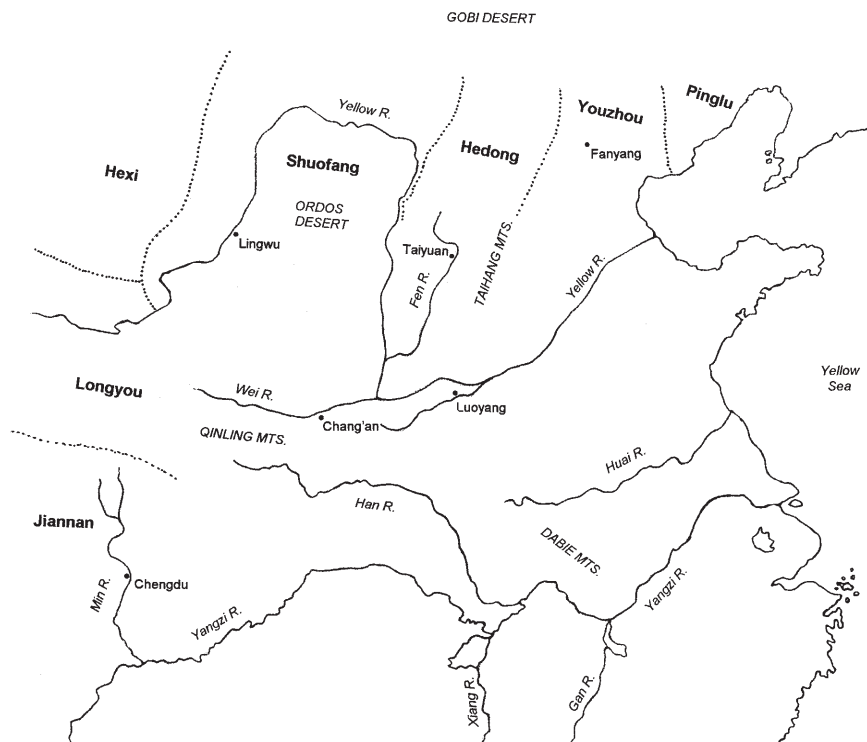 GOBI DESERT
Pinglu
Youzhou
Yellow R.
Hedong
Fanyang
Shuofang
Hexi
ORDOS
DESERT
Lingwu
Taiyuan
TAIHANG MTS.
Fen R.
Yellow R.
Yellow
Sea
Longyou
Wei R.
Luoyang
Chang'an
QINLING MTS.
Huai R.
Han R.
Jiannan
DABIE MTS.
Chengdu
Min R.
Yangzi R.
Yangzi R.
Xiang R.
Gan R.